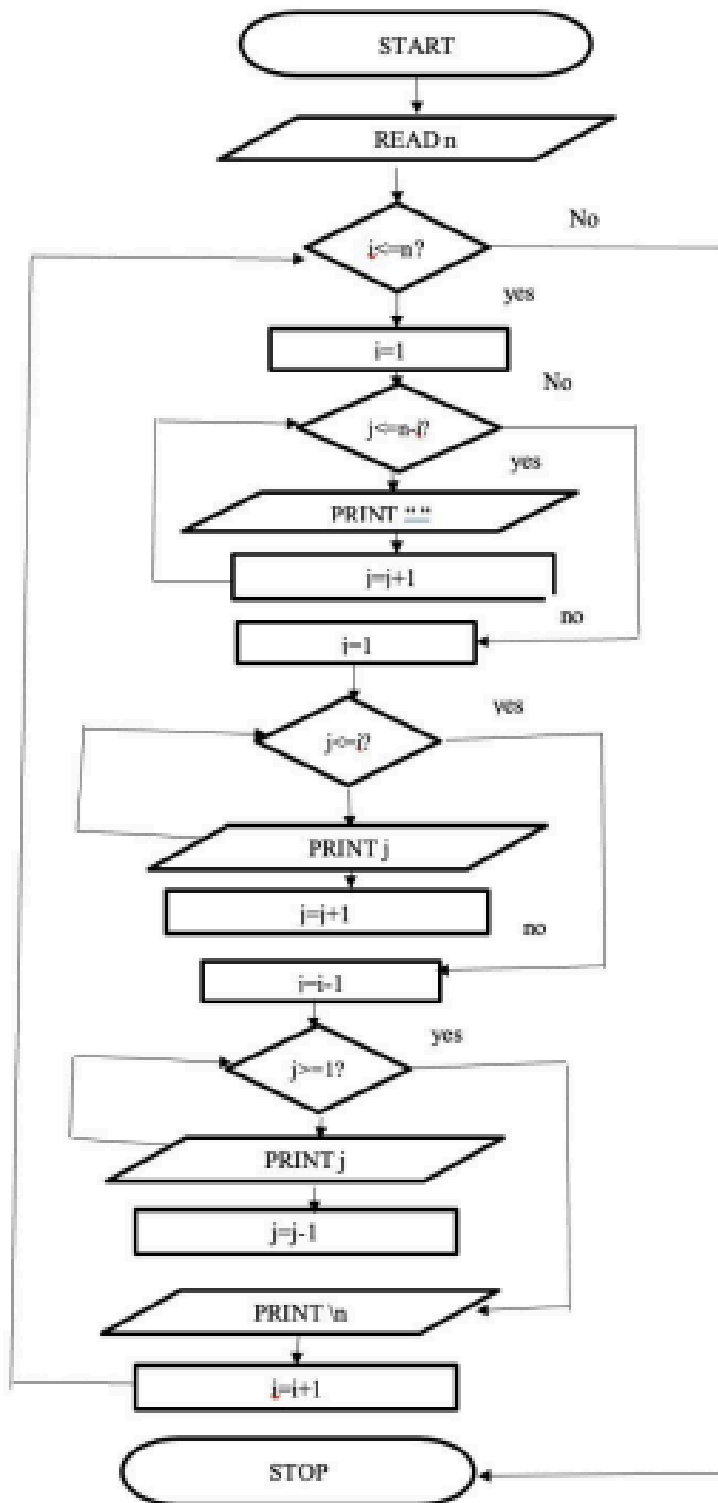 START
READ n
No
i<=n?
yes
i=1
No
j<=n-i?
yes
PRINT " "
j=j+1
no
j=1
yes
j<=i?
PRINT j
j=j+1
no
i=i-1
yes
j>=1?
PRINT j
j=j-1
PRINT \n
i=i+1
STOP